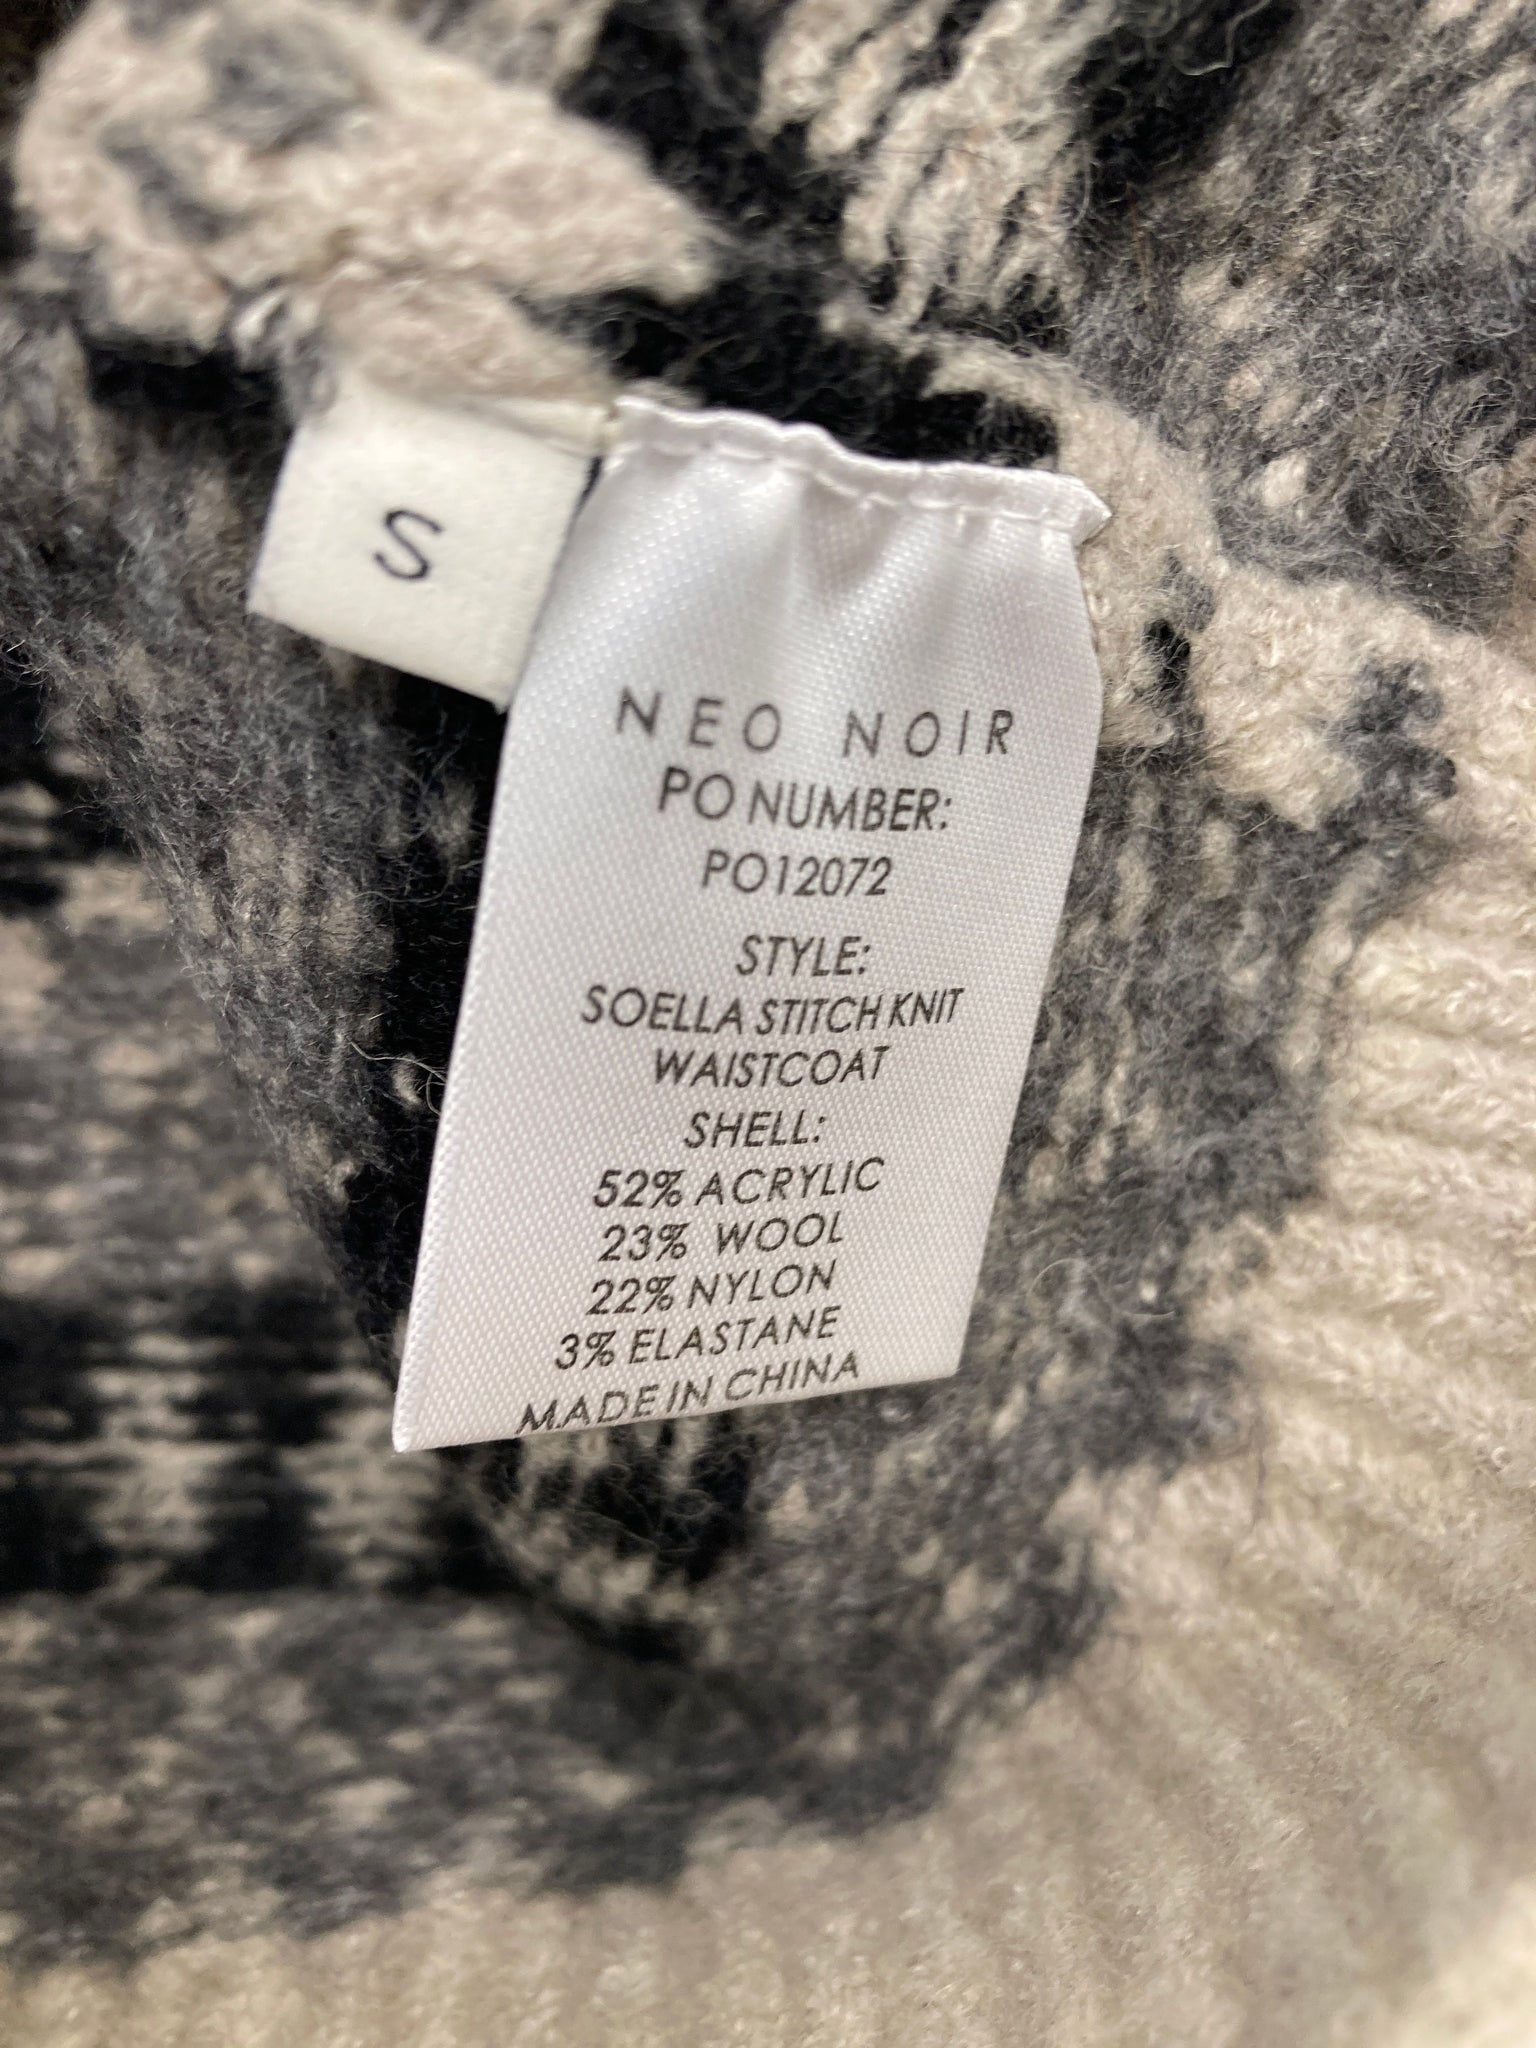 S
NEO NOIR
PO NUMBER:
PO12072
STYLE:
SOELLA STITCH KNIT
WAISTCOAT
SHELL:
52% ACRYLIC
23% WOOL
22% NYLON
3% ELASTANE
MADE IN CHINA